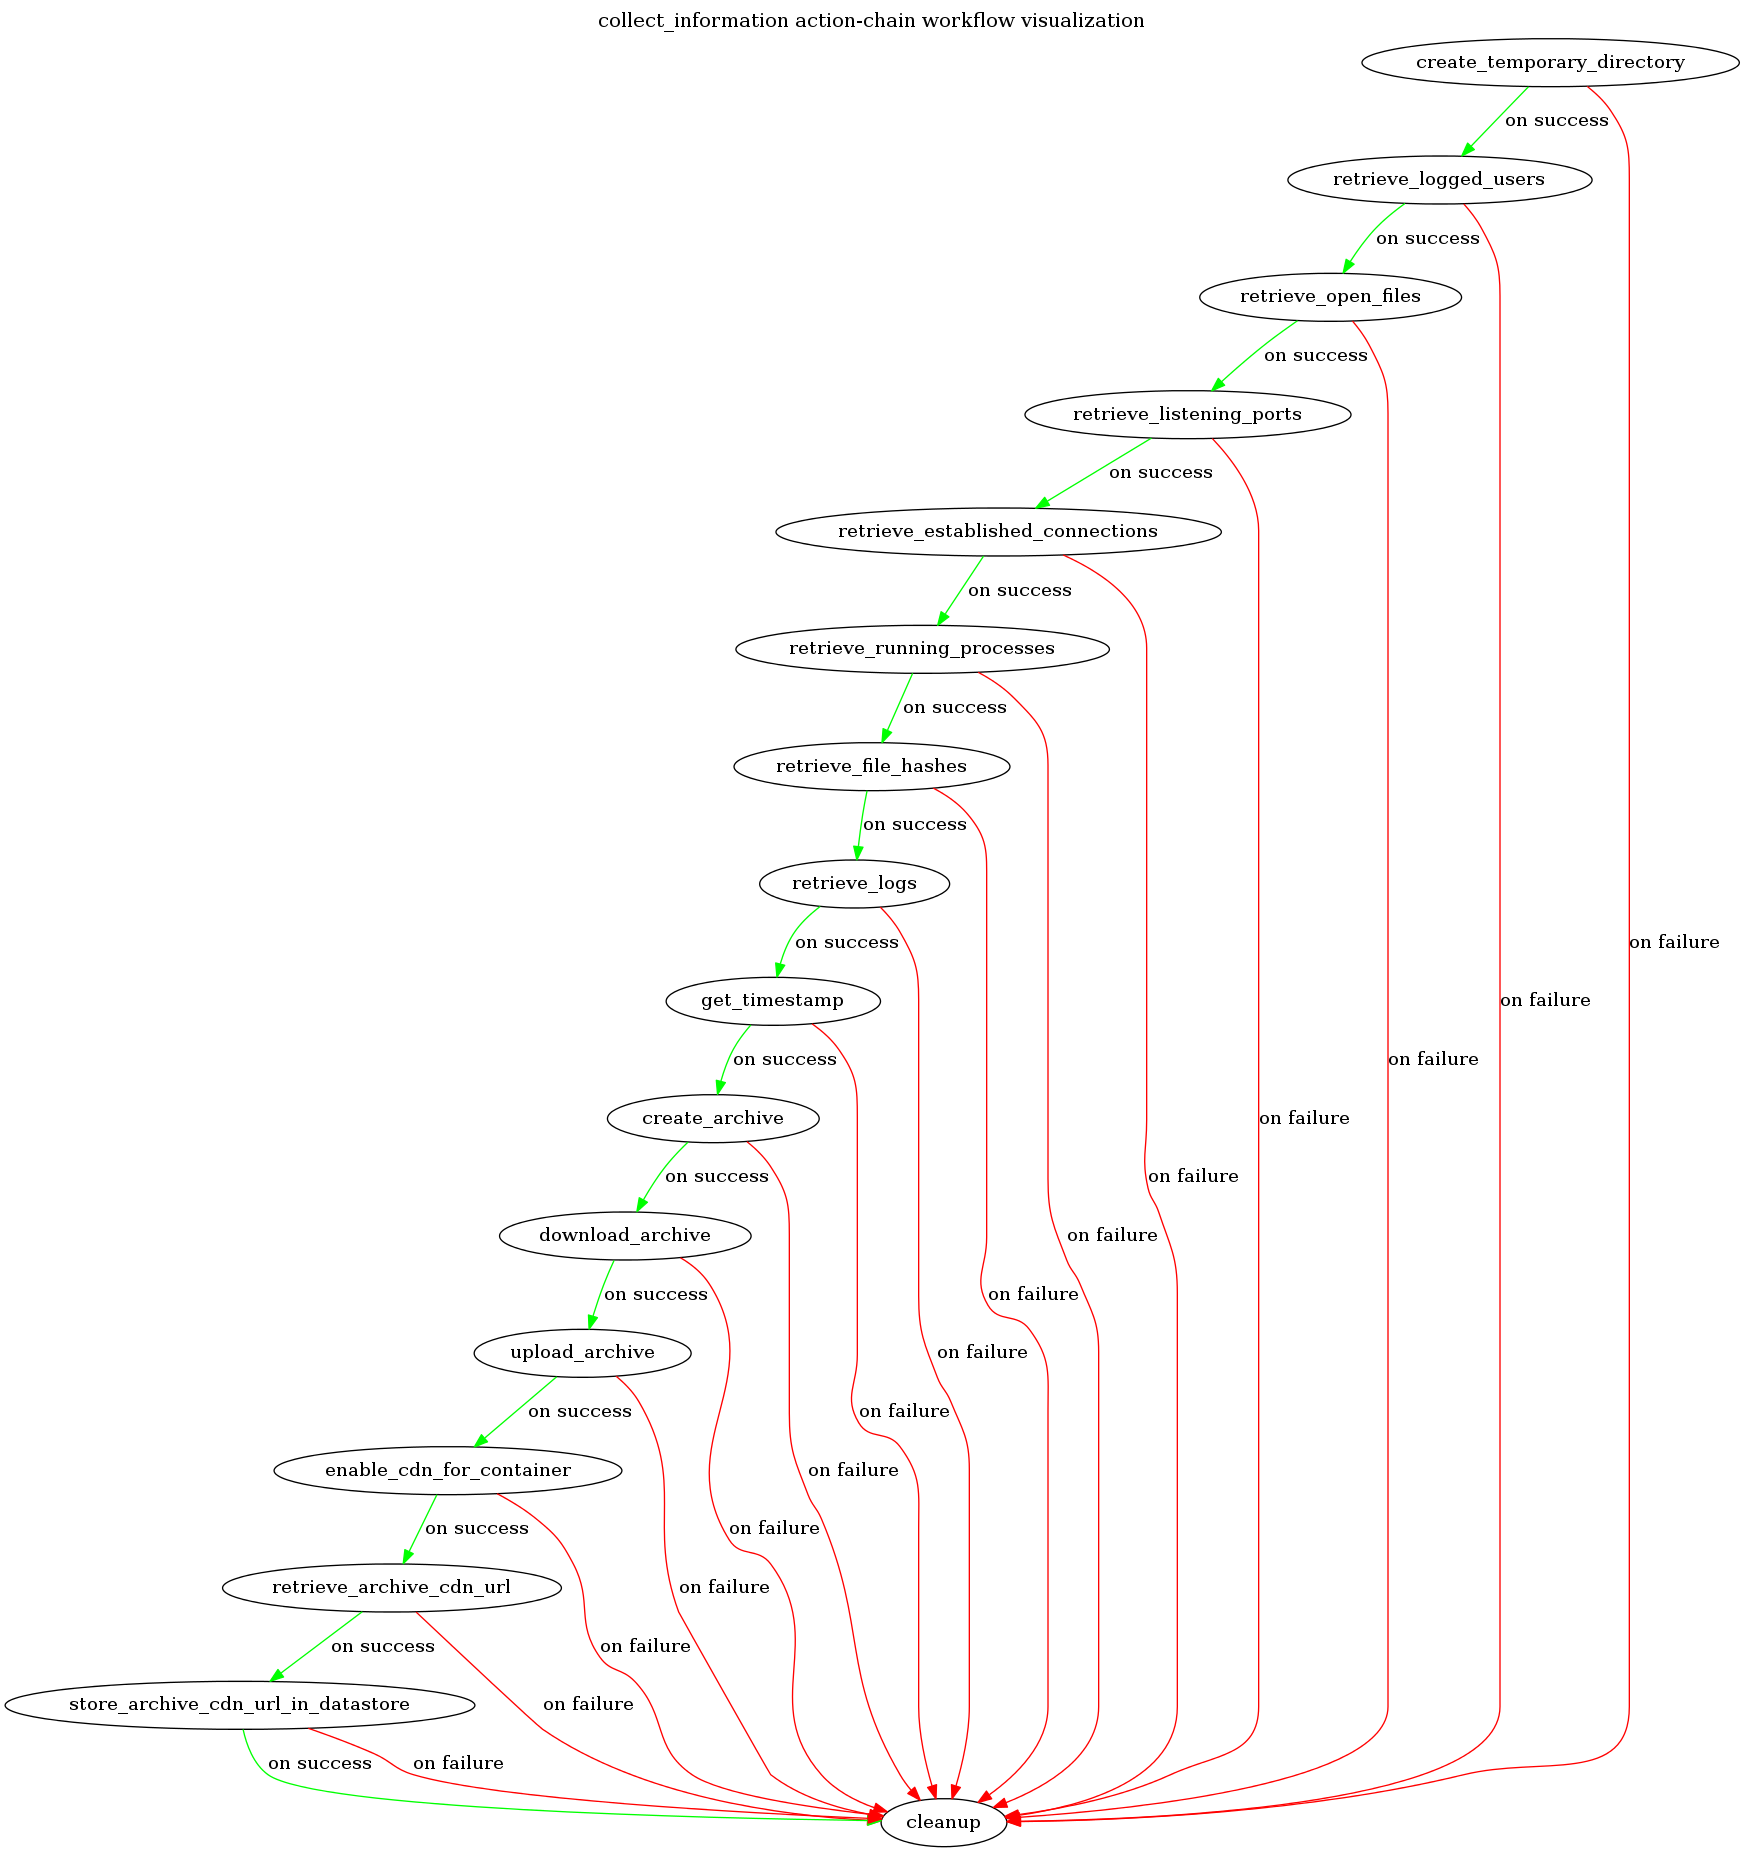 collect_information action-chain workflow visualization
create_temporary_directory
on success
retrieve_logged_users
on success
retrieve_open_files
on success
retrieve_listening_ports
on success
retrieve_established_connections
on success
retrieve_running_processes
on success
retrieve_file_hashes
on success
retrieve_logs
on success
on failure
get_timestamp
on failure
on success
on failure
create_archive
on failure
on success
on failure
download_archive
on failure
on success
on failure
upload_archive
on failure
on success
on failure
enable_cdn_for_container
on failure
on success
on failure
retrieve_archive_cdn_url
on failure
on success
on failure
store_archive_cdn_url_in_datastore
on failure
on success
on failure
cleanup